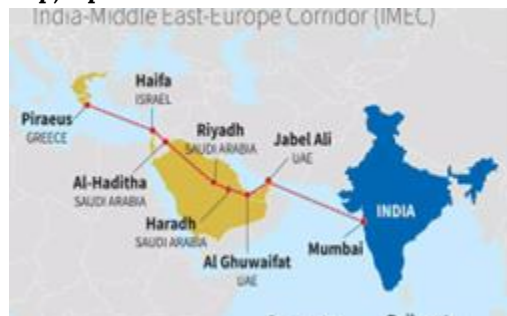 India-Middle East-Europe Corridor (IMEC)
Haifa
ISRAEL
Piraeus
GREECE
Riyadh
SAUDI ARABIA
Jabel Ali
UAE
Al-Haditha
SAUDI ARABIA
INDIA
Haradh
SAUDI ARABIA
Mumbai
Al Ghuwaifat
UAE